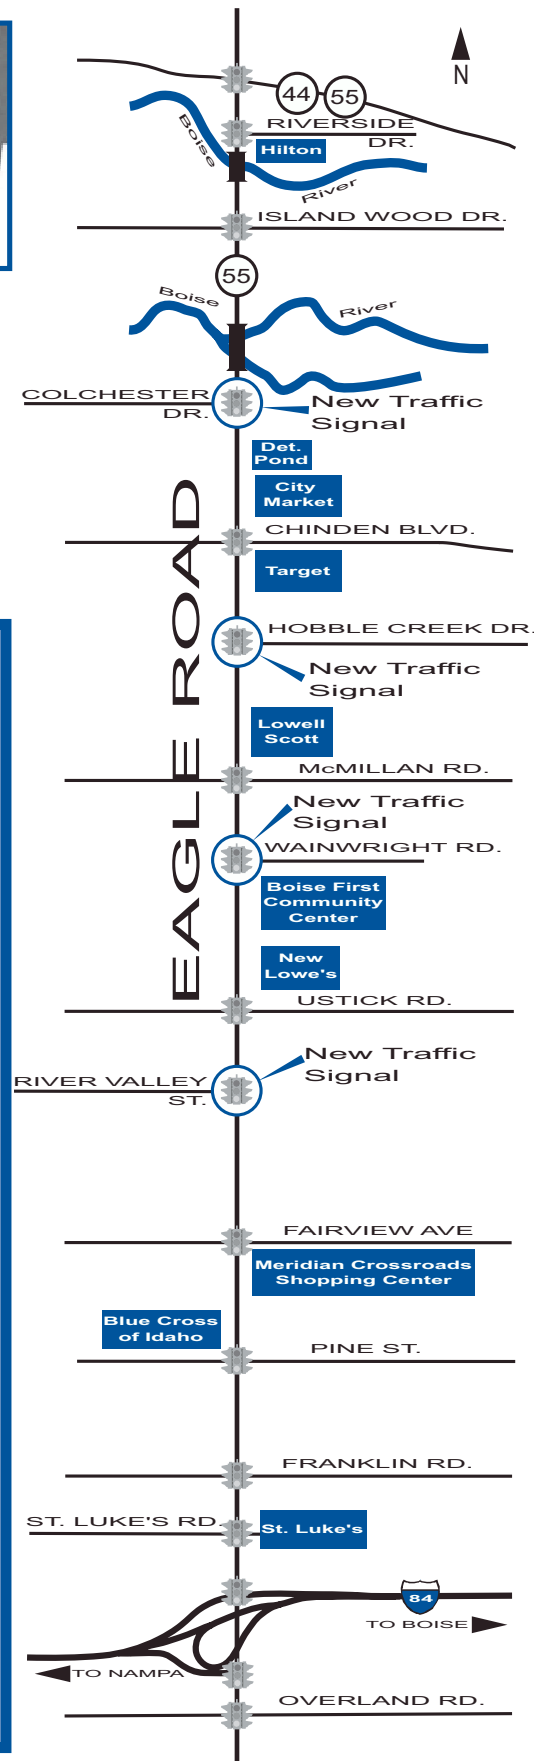 N
44
55
RIVERSIDE
DR.
Boise
Hilton
River
ISLAND WOOD DR.
55
Boise
River
COLCHESTER
DR.
New Traffic
Signal
Det.
Pond
City
Market
CHINDEN BLVD.
Target
EAGLE ROAD
HOBBLE CREEK DR.
New Traffic
Signal
Lowell
Scott
McMILLAN RD.
New Traffic
Signal
WAINWRIGHT RD.
Boise First
Community
Center
New
Lowe's
USTICK RD.
New Traffic
Signal
RIVER VALLEY
ST.
FAIRVIEW AVE
Meridian Crossroads
Shopping Center
Blue Cross
of Idaho
PINE ST.
FRANKLIN RD.
ST. LUKE'S RD.
St. Luke's
84
TO BOISE
TO NAMPA
OVERLAND RD.